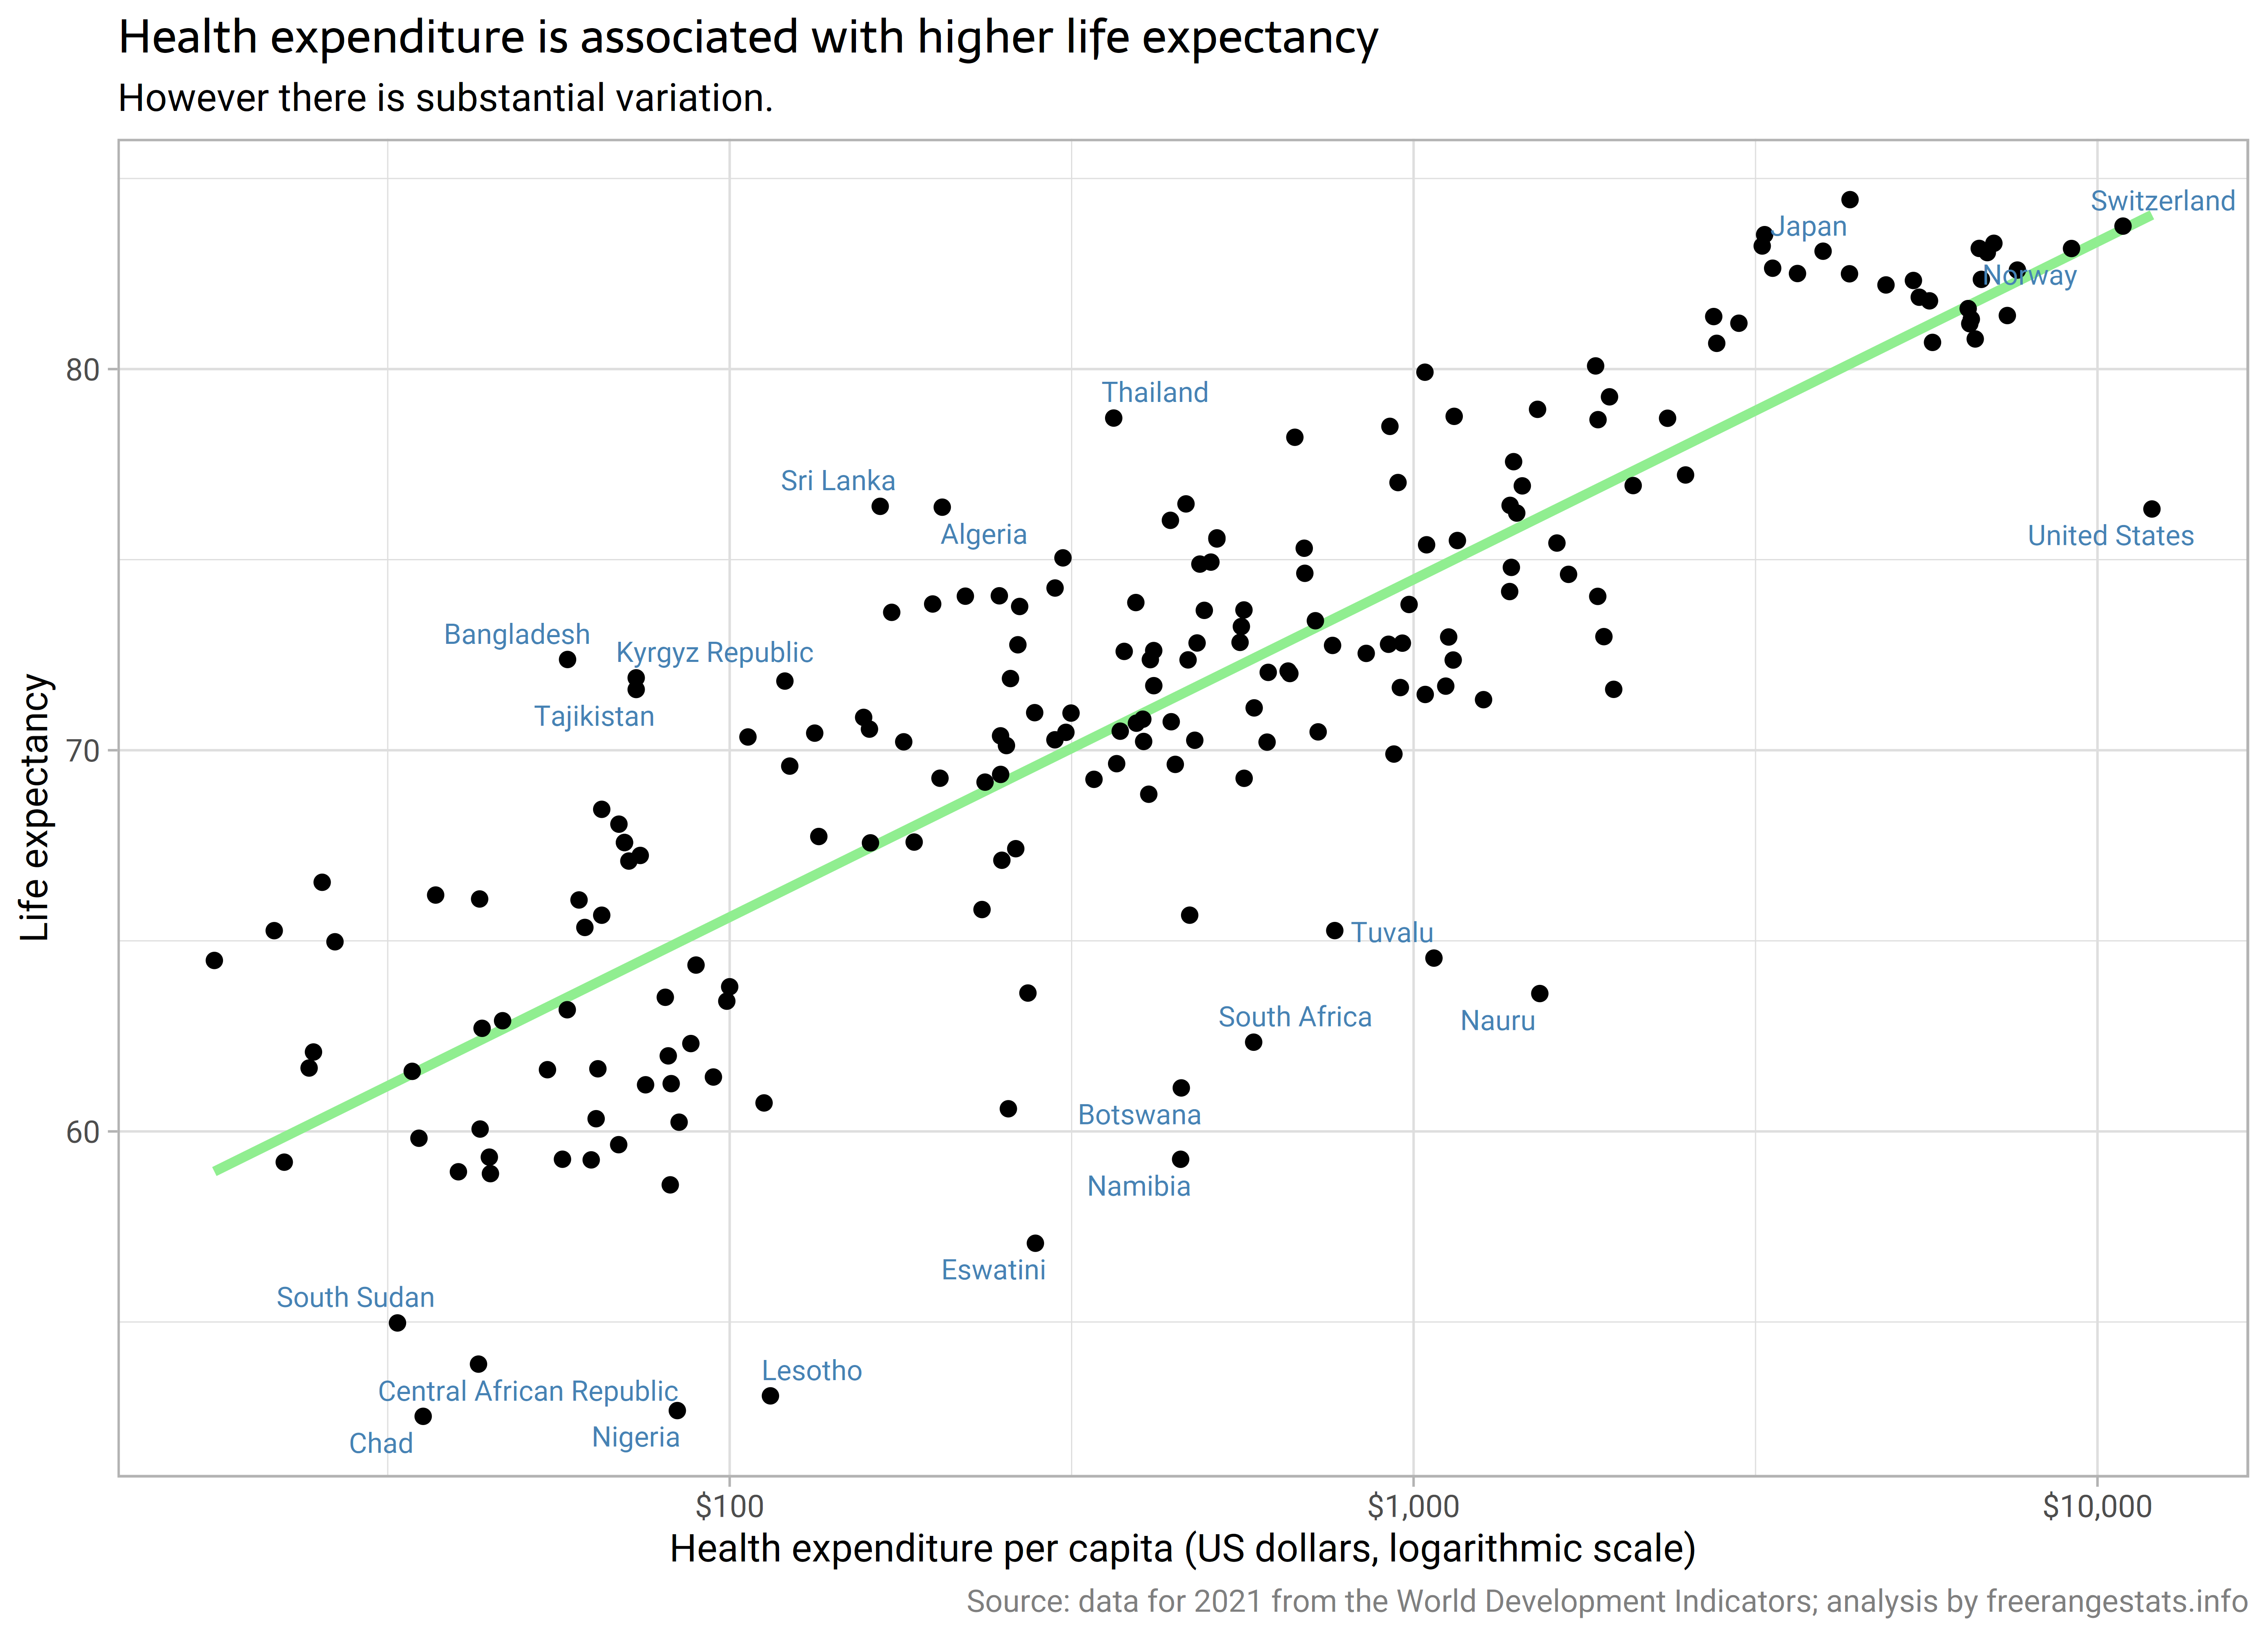 Health expenditure is associated with higher life expectancy
However there is substantial variation.
Switzerland
Japan
Norway
80
Thailand
Sri Lanka
Algeria
United States
Bangladesh
Kyrgyz Republic
Tajikistan
70
Life expectancy
Tuvalu
South Africa
Nauru
60
Botswana
Namibia
Eswatini
South Sudan
Lesotho
Central African Republic
Nigeria
Chad
$100
$1,000
$10,000
Health expenditure per capita (US dollars, logarithmic scale)
Source: data for 2021 from the World Development Indicators; analysis by freerangestats.info